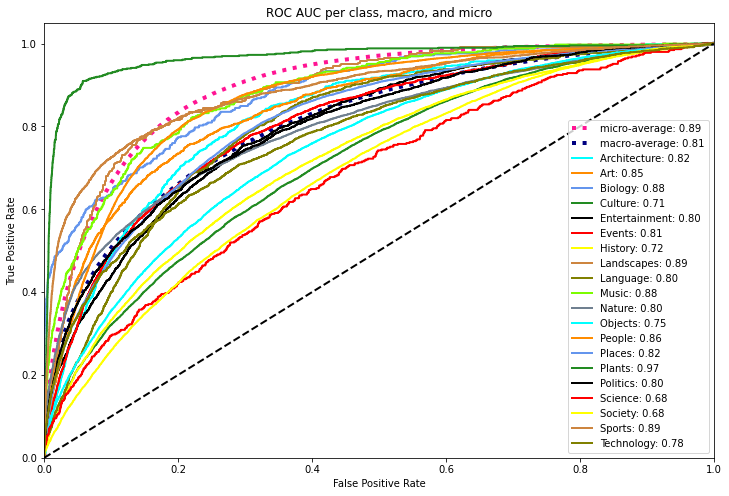 ROC AUC per class, macro, and micro
True Positive Rate
1.0
0.8
0.6
0.4
0.2
0.0
0.0
0.2
0.4
0.6
0.8
1.0
False Positive Rate
micro-average: 0.89
macro-average: 0.81
Architecture: 0.82
Art: 0.85
Biology: 0.88
Culture: 0.71
Entertainment: 0.80
Events: 0.81
History: 0.72
Landscapes: 0.89
Language: 0.80
Music: 0.88
Nature: 0.80
Objects: 0.75
People: 0.86
Places: 0.82
Plants: 0.97
Politics: 0.80
Science: 0.68
Society: 0.68
Sports: 0.89
Technology: 0.78